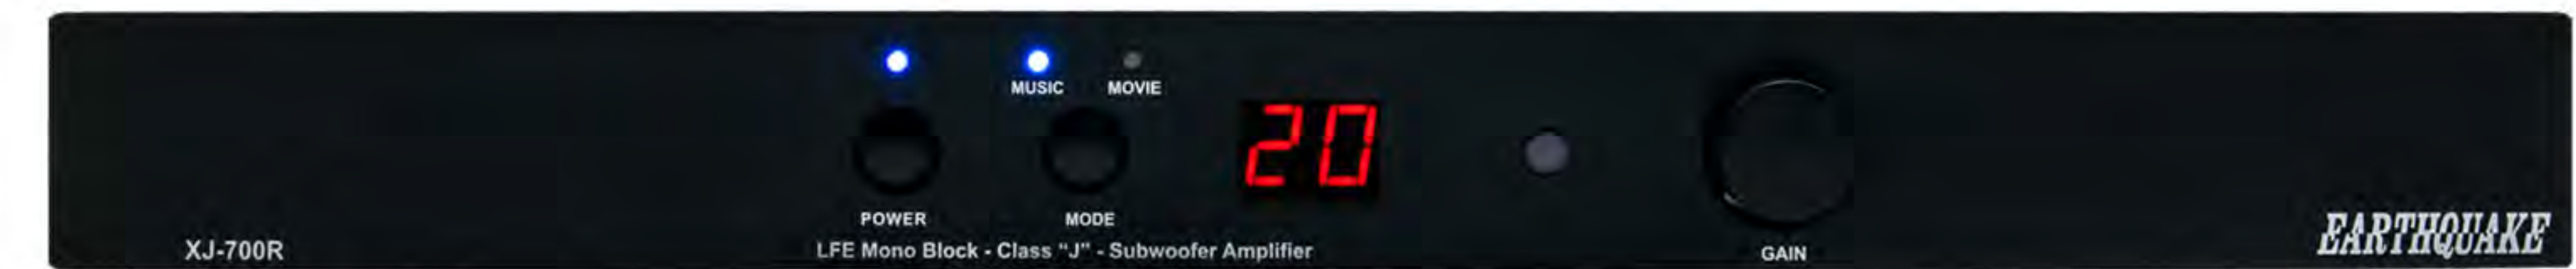 MUSIC MOVIE
20
POWER MODE
XJ-700R
LFE Mono Block - Class “J” - Subwoofer Amplifier
GAIN
EARTHQUAKE